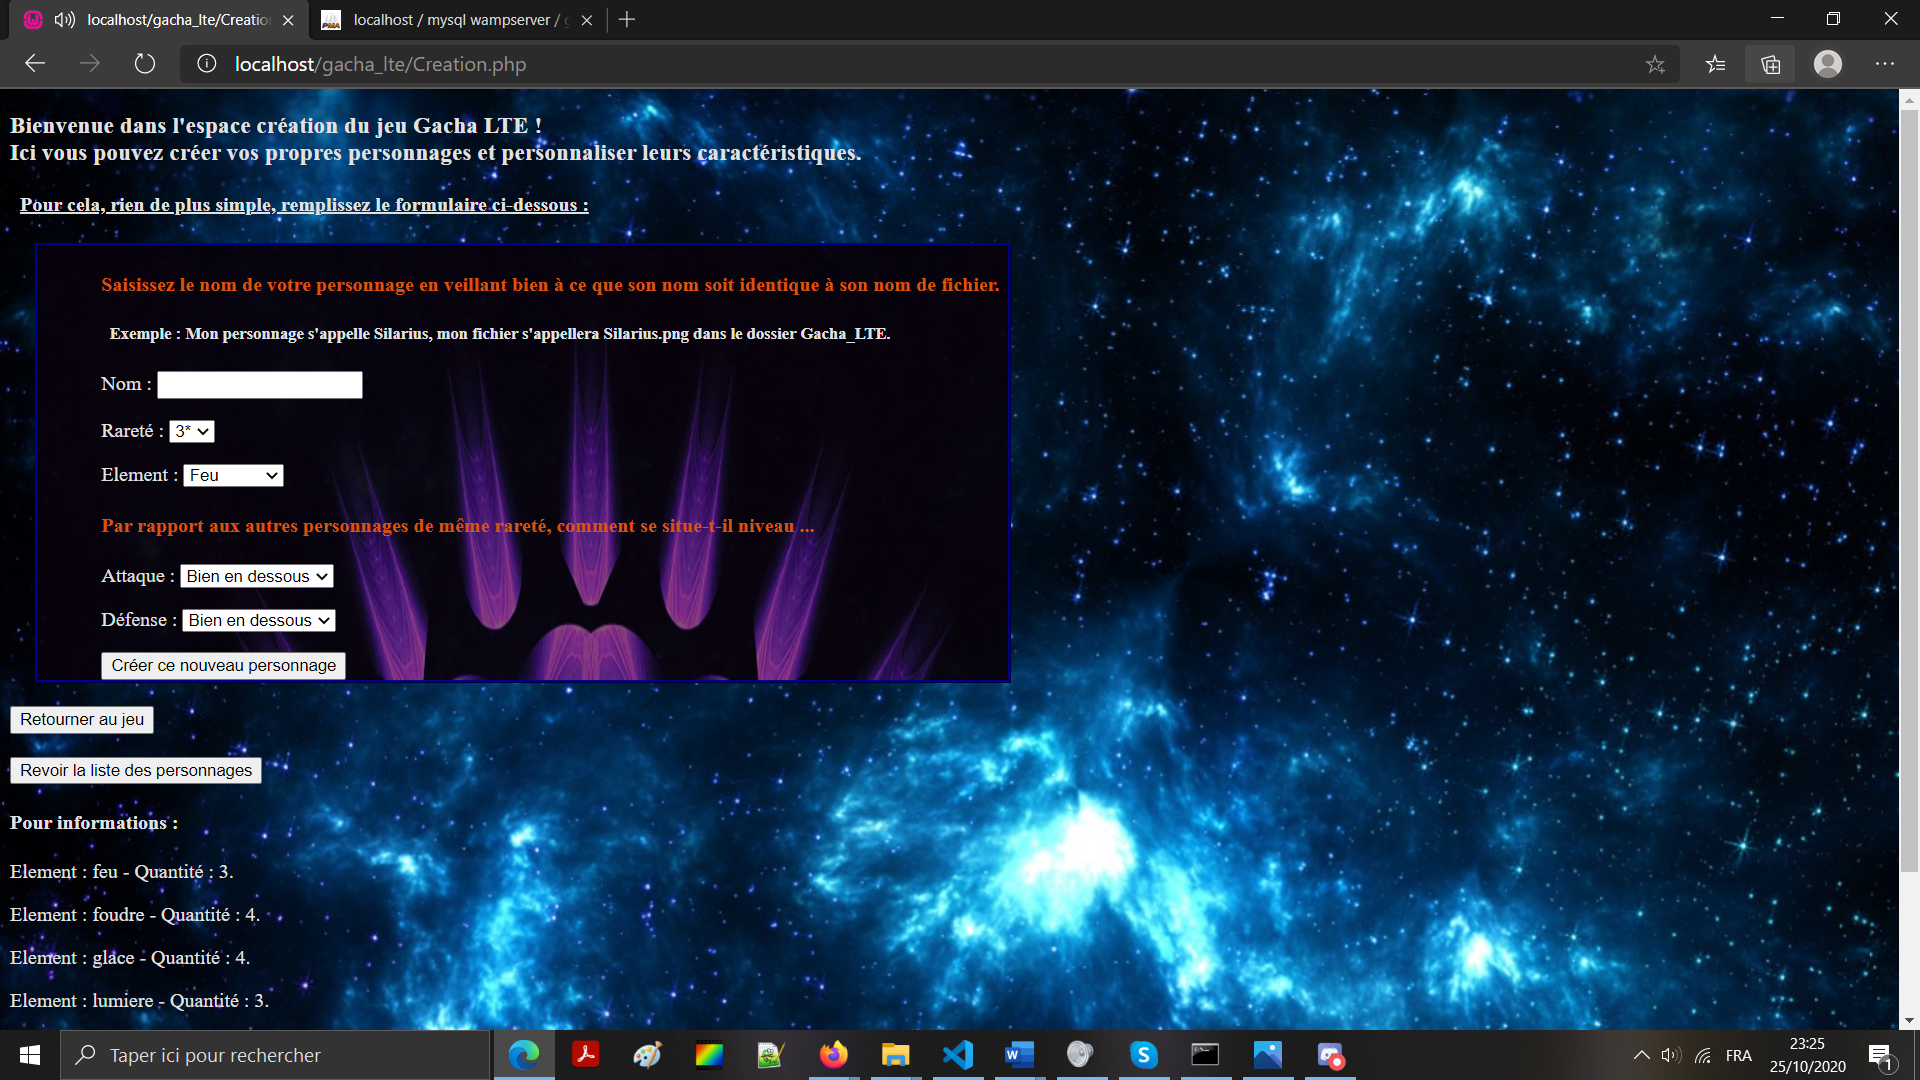 localhost/gacha_lte/Creatio
localhost / mysql wampserver / g
localhost/gacha_lte/Creation.php
Bienvenue dans l'espace création du jeu Gacha LTE !
Ici vous pouvez créer vos propres personnages et personnaliser leurs caractéristiques.
Pour cela, rien de plus simple, remplissez le formulaire ci-dessous :
Saisissez le nom de votre personnage en veillant bien à ce que son nom soit identique à son nom de fichier.
Exemple : Mon personnage s'appelle Silarius, mon fichier s'appellera Silarius.png dans le dossier Gacha_LTE.
Nom :
Rareté : 3*
Element : Feu
Par rapport aux autres personnages de même rareté, comment se situe-t-il niveau ...
Attaque : Bien en dessous
Défense : Bien en dessous
Créer ce nouveau personnage
Retourner au jeu
Revoir la liste des personnages
Pour informations :
Element : feu - Quantité : 3.
Element : foudre - Quantité : 4.
Element : glace - Quantité : 4.
Element : lumiere - Quantité : 3.
Taper ici pour rechercher
FRA
23:25
25/10/2020
1